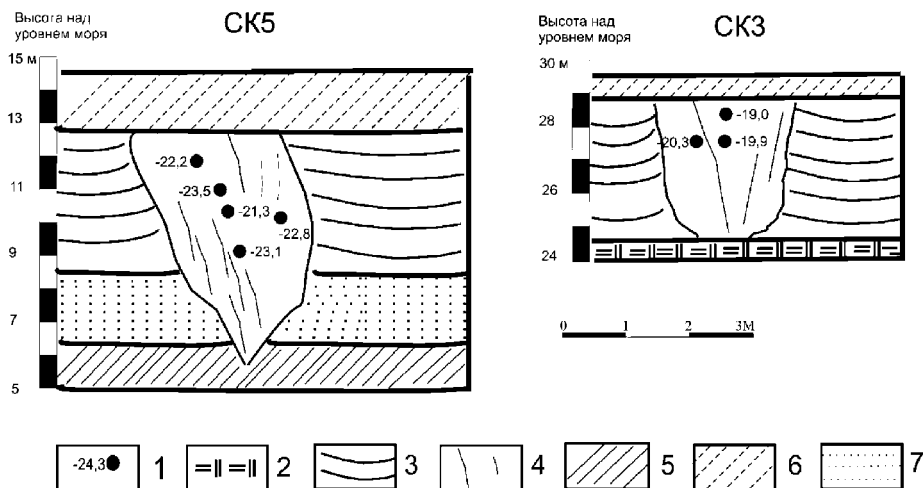 Высота над
уровнем моря
СК5
15 м
13
11
9
7
5
-22,2
-23,5
-21,3
-22,8
-23,1
Высота над
уровнем моря
СК3
30 м
28
26
24
-19,0
-20,3
-19,9
0 1 2 3М
-24,3 1 2 3 4 5 6 7